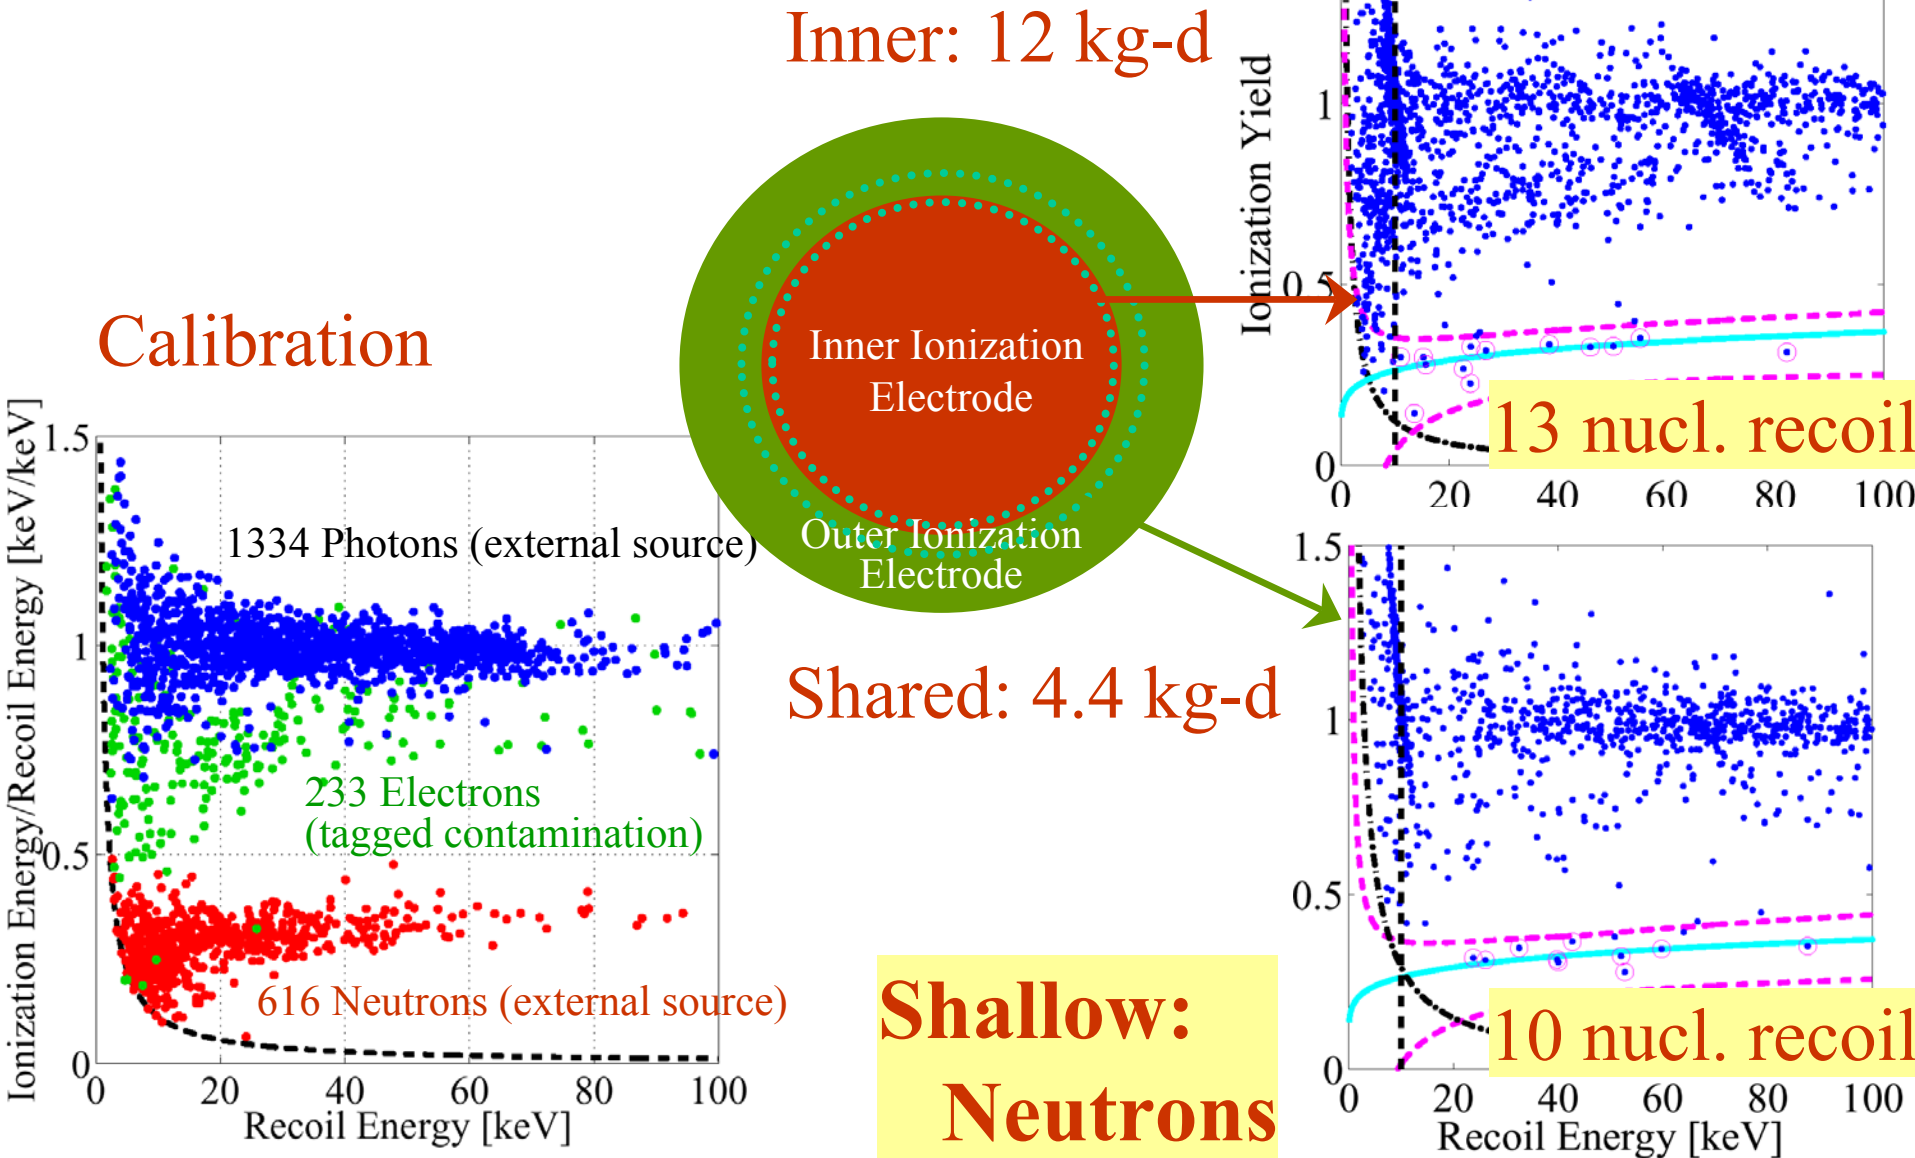 Inner: 12 kg-d
Calibration
Inner Ionization
Electrode
Outer Ionization
Electrode
Shared: 4.4 kg-d
Shallow:
Neutrons
Ionization Energy/Recoil Energy [keV/keV]
1.5
1
0.5
0
0 20 40 60 80 100
Recoil Energy [keV]
1334 Photons (external source)
233 Electrons
(tagged contamination)
616 Neutrons (external source)
Ionization Yield
1
0.5
0
13 nucl. recoil
0 20 40 60 80 100
1.5
1
0.5
0
10 nucl. recoil
0 20 40 60 80 100
Recoil Energy [keV]